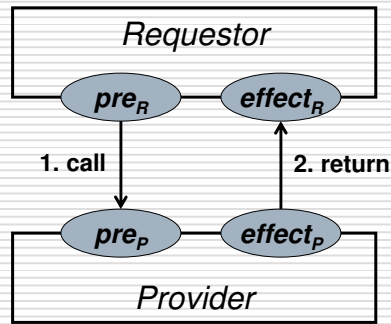 Requestor
pre_R effect_R
1. call 2. return
pre_P effect_P
Provider